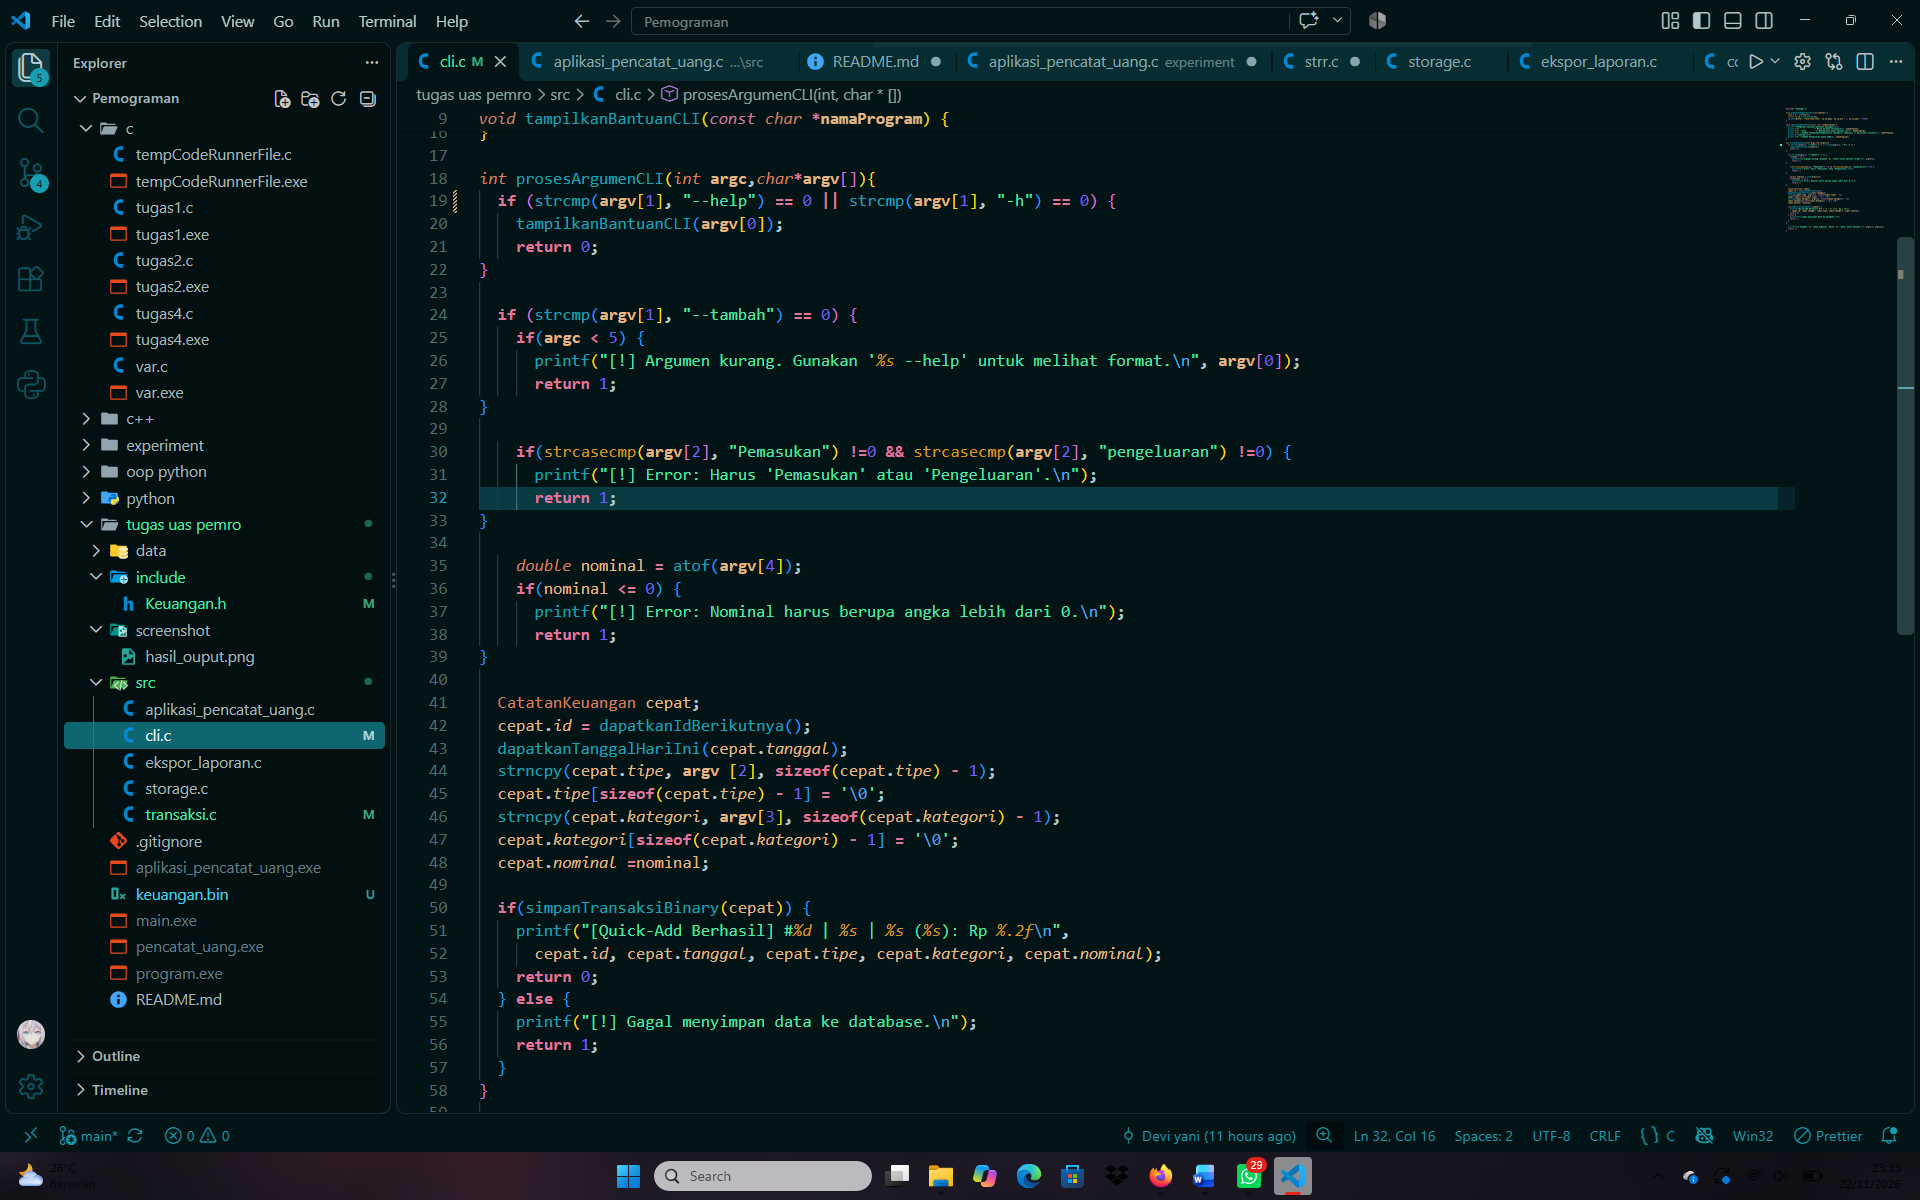 File Edit Selection View Go Run Terminal Help
Pemograman
Explorer
cli.c M
aplikasi_pencatat_uang.c ...\src
README.md
aplikasi_pencatat_uang.c experiment
strr.c
storage.c
ekspor_laporan.c
tugas uas pemro > src > cli.c > prosesArgumenCLI(int, char * [])
Pemograman
c
tempCodeRunnerFile.c
tempCodeRunnerFile.exe
tugas1.c
tugas1.exe
tugas2.c
tugas2.exe
tugas4.c
tugas4.exe
var.c
var.exe
c++
experiment
oop python
python
tugas uas pemro
data
include
Keuangan.h M
screenshot
hasil_ouput.png
src
aplikasi_pencatat_uang.c
cli.c M
ekspor_laporan.c
storage.c
transaksi.c M
.gitignore
aplikasi_pencatat_uang.exe
keuangan.bin U
main.exe
pencatat_uang.exe
program.exe
README.md
Outline
Timeline
5
4
9 void tampilkanBantuanCLI(const char *namaProgram) {
16 }
17
18 int prosesArgumenCLI(int argc,char*argv[]){
19 if (strcmp(argv[1], "--help") == 0 || strcmp(argv[1], "-h") == 0) {
20 tampilkanBantuanCLI(argv[0]);
21 return 0;
22 }
23
24 if (strcmp(argv[1], "--tambah") == 0) {
25 if(argc < 5) {
26 printf("[!] Argumen kurang. Gunakan '%s --help' untuk melihat format.\n", argv[0]);
27 return 1;
28 }
29
30 if(strcasecmp(argv[2], "Pemasukan") !=0 && strcasecmp(argv[2], "pengeluaran") !=0) {
31 printf("[!] Error: Harus 'Pemasukan' atau 'Pengeluaran'.\n");
32 return 1;
33 }
34
35 double nominal = atof(argv[4]);
36 if(nominal <= 0) {
37 printf("[!] Error: Nominal harus berupa angka lebih dari 0.\n");
38 return 1;
39 }
40
41 CatatanKeuangan cepat;
42 cepat.id = dapatkanIdBerikutnya();
43 dapatkanTanggalHariIni(cepat.tanggal);
44 strncpy(cepat.tipe, argv [2], sizeof(cepat.tipe) - 1);
45 cepat.tipe[sizeof(cepat.tipe) - 1] = '\0';
46 strncpy(cepat.kategori, argv[3], sizeof(cepat.kategori) - 1);
47 cepat.kategori[sizeof(cepat.kategori) - 1] = '\0';
48 cepat.nominal =nominal;
49
50 if(simpanTransaksiBinary(cepat)) {
51 printf("[Quick-Add Berhasil] #%d | %s | %s (%s): Rp %.2f\n",
52 cepat.id, cepat.tanggal, cepat.tipe, cepat.kategori, cepat.nominal);
53 return 0;
54 } else {
55 printf("[!] Gagal menyimpan data ke database.\n");
56 return 1;
57 }
58 }
59
main* 0 0 Devi yani (11 hours ago) Ln 32, Col 16 Spaces: 2 UTF-8 CRLF { } C Win32 Prettier
26°C
Berawan
Search
29
23:33
22/11/2026